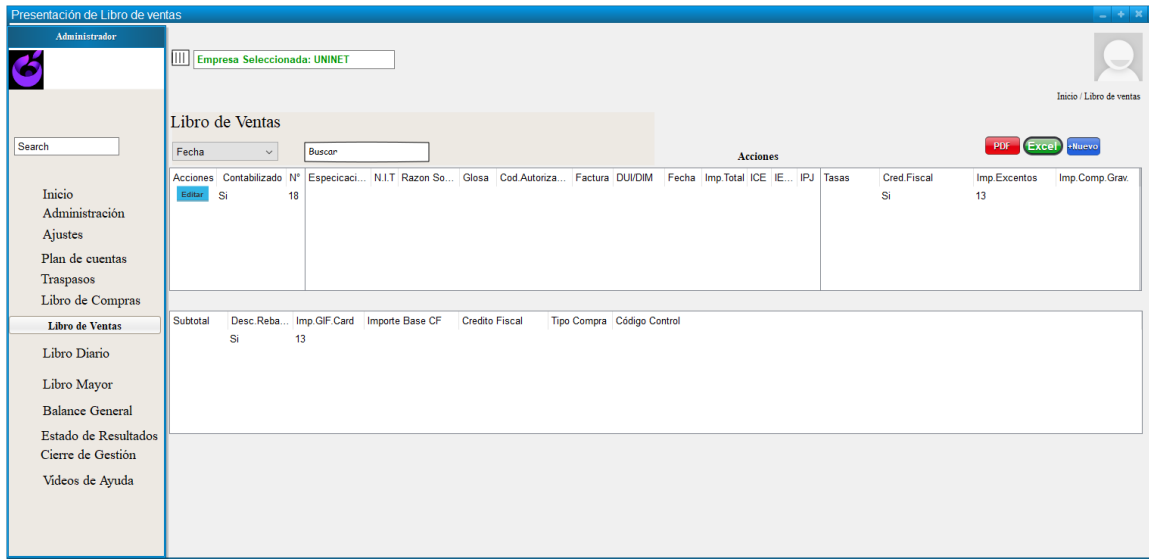 Presentación de Libro de ventas
Administrador
Empresa Seleccionada: UNINET
Inicio / Libro de ventas
Libro de Ventas
Search
Fecha
Buscar
Acciones
PDF
Excel
+Nuevo
Acciones Contabilizado N° Especicaci... N.I.T Razon So... Glosa Cod.Autoriza... Factura DUI/DIM Fecha Imp.Total ICE IE... IPJ Tasas Cred.Fiscal Imp.Excentos Imp.Comp.Grav.
Editar Si 18 Si 13
Inicio
Administración
Ajustes
Plan de cuentas
Traspasos
Libro de Compras
Libro de Ventas
Libro Diario
Libro Mayor
Balance General
Estado de Resultados
Cierre de Gestión
Videos de Ayuda
Subtotal Desc.Reba... Imp.GIF.Card Importe Base CF Credito Fiscal Tipo Compra Código Control
Si 13